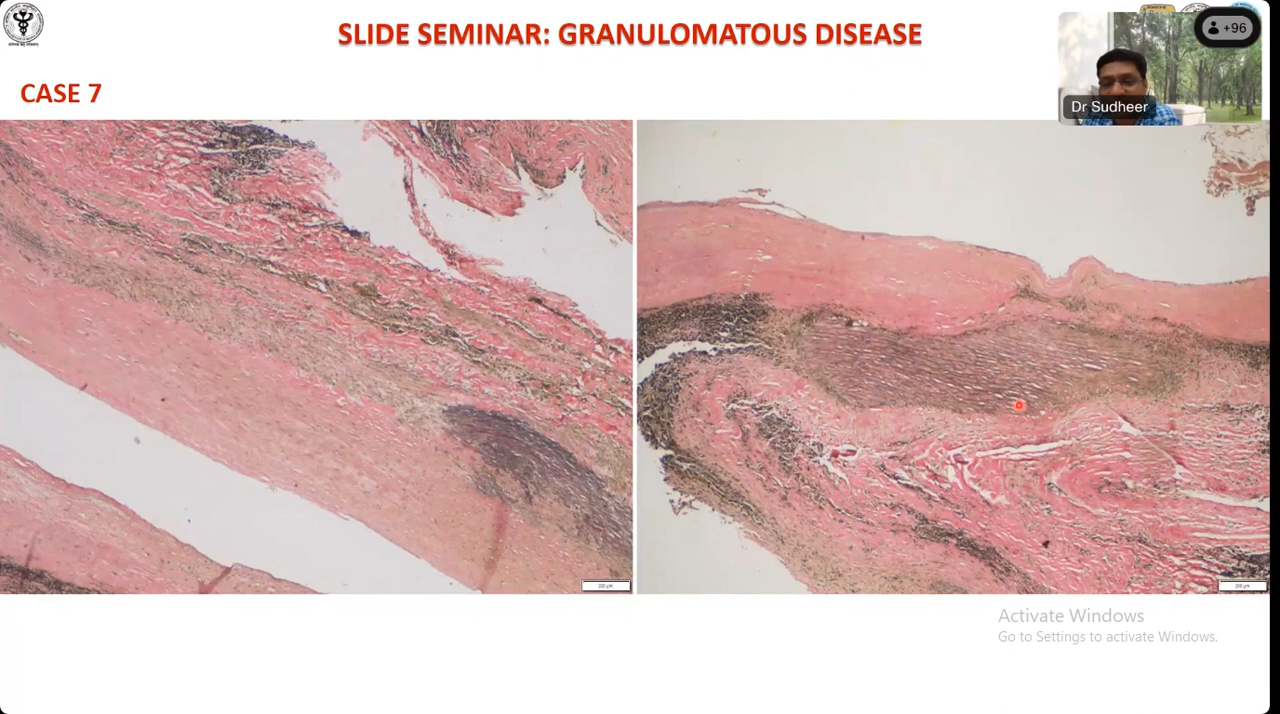 SLIDE SEMINAR: GRANULOMATOUS DISEASE
+96
Dr Sudheer
CASE 7
Activate Windows
Go to Settings to activate Windows.